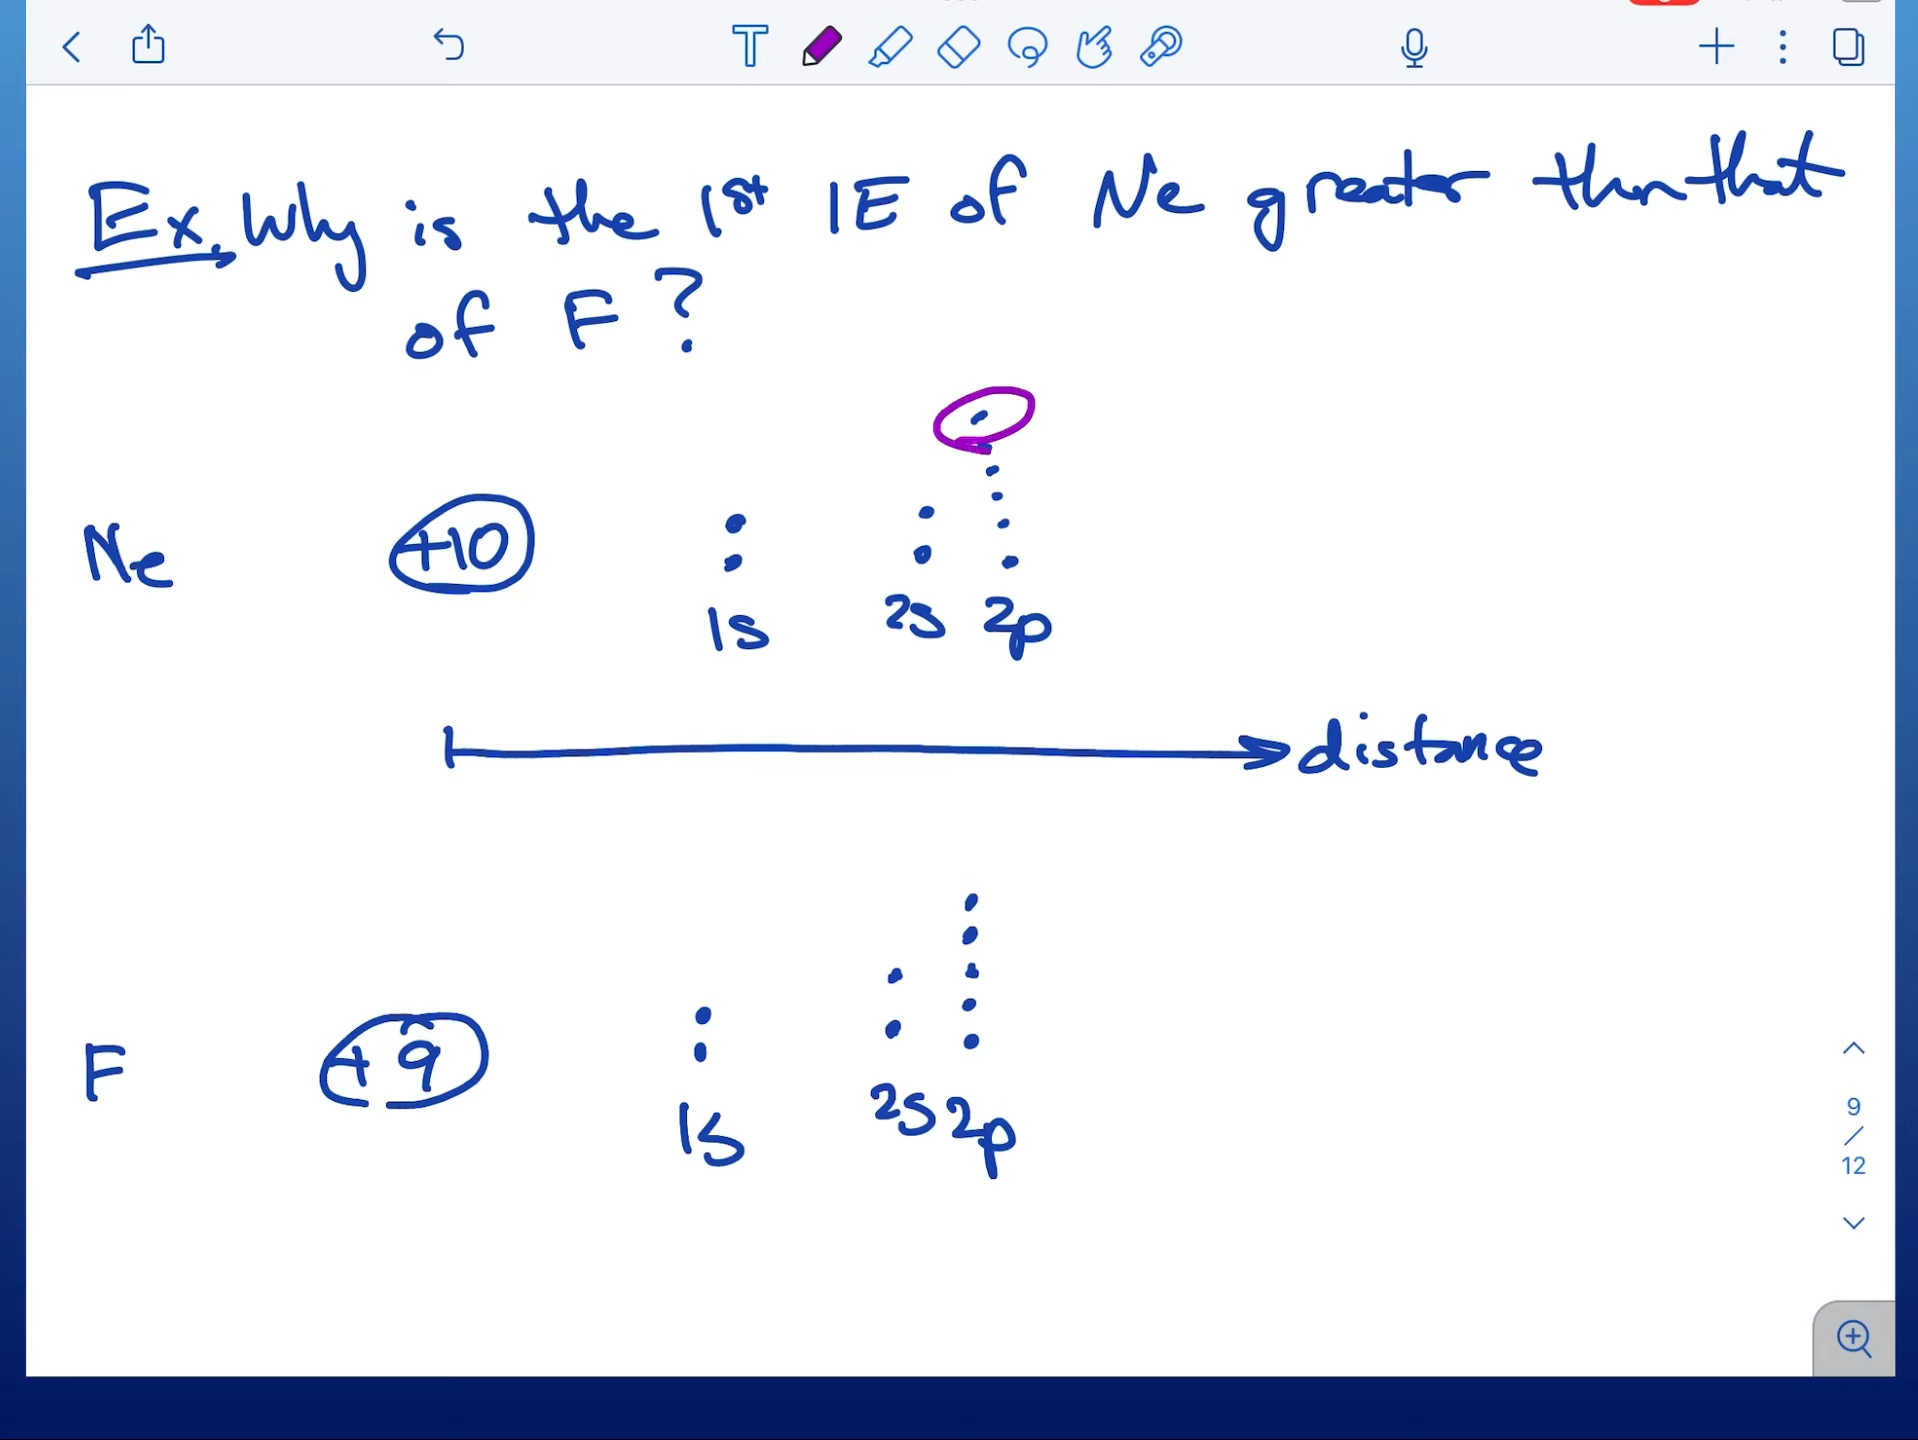 Ex. Why is the 1st IE of Ne greater than that
of F?
Ne +10
1s 2s 2p
distance
F +9
1s 2s 2p
9
/
12